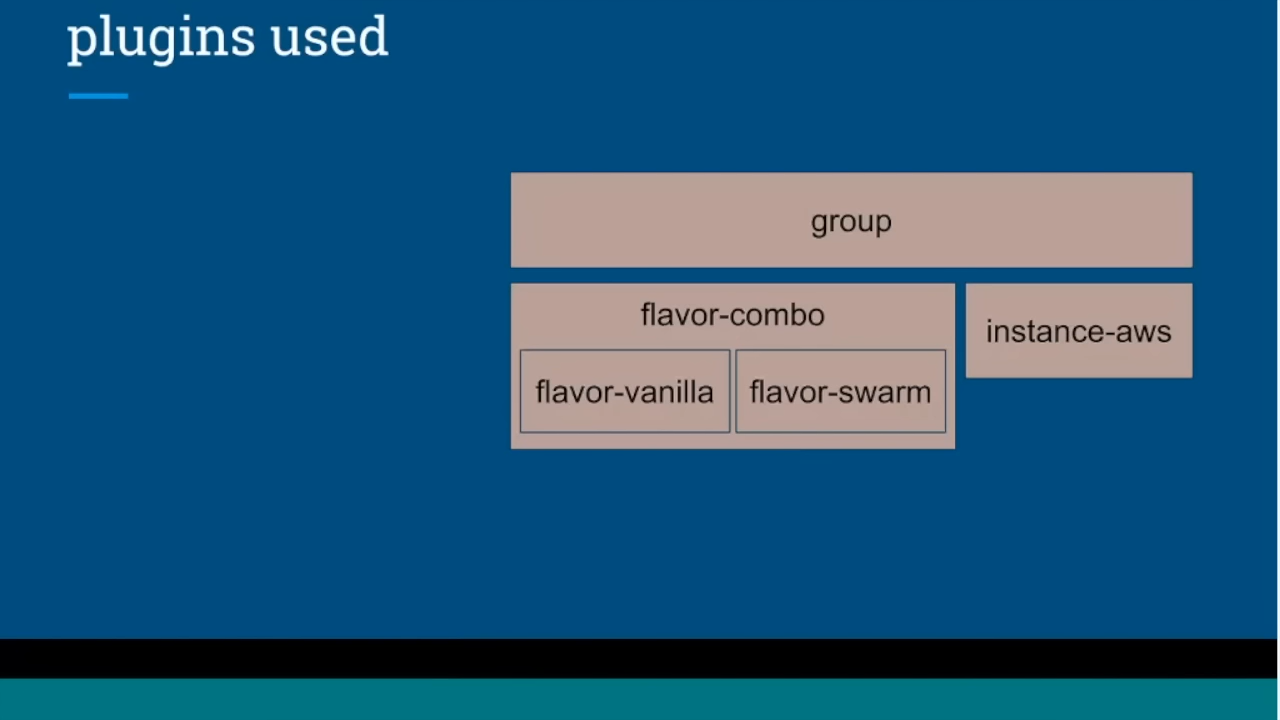 plugins used
group
flavor-combo
instance-aws
flavor-vanilla
flavor-swarm